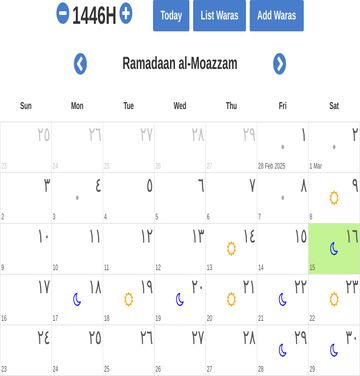 1446H
Today List Waras Add Waras
Ramadaan al-Moazzam
Sun Mon Tue Wed Thu Fri Sat
٢٥ ٢٦ ٢٧ ٢٨ ٢٩ ١ ٢
23 24 25 26 27 28 Feb 2025 1 Mar
٣ ٤ ٥ ٦ ٧ ٨ ٩
2 3 4 5 6 7 8
١٠ ١١ ١٢ ١٣ ١٤ ١٥ ١٦
9 10 11 12 13 14 15
١٧ ١٨ ١٩ ٢٠ ٢١ ٢٢ ٢٣
16 17 18 19 20 21 22
٢٤ ٢٥ ٢٦ ٢٧ ٢٨ ٢٩ ٣٠
23 24 25 26 27 28 29